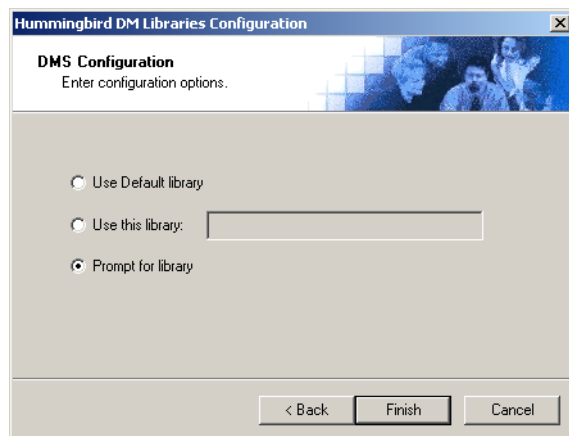 Hummingbird DM Libraries Configuration
DMS Configuration
Enter configuration options.
Use Default library
Use this library:
Prompt for library
< Back
Finish
Cancel